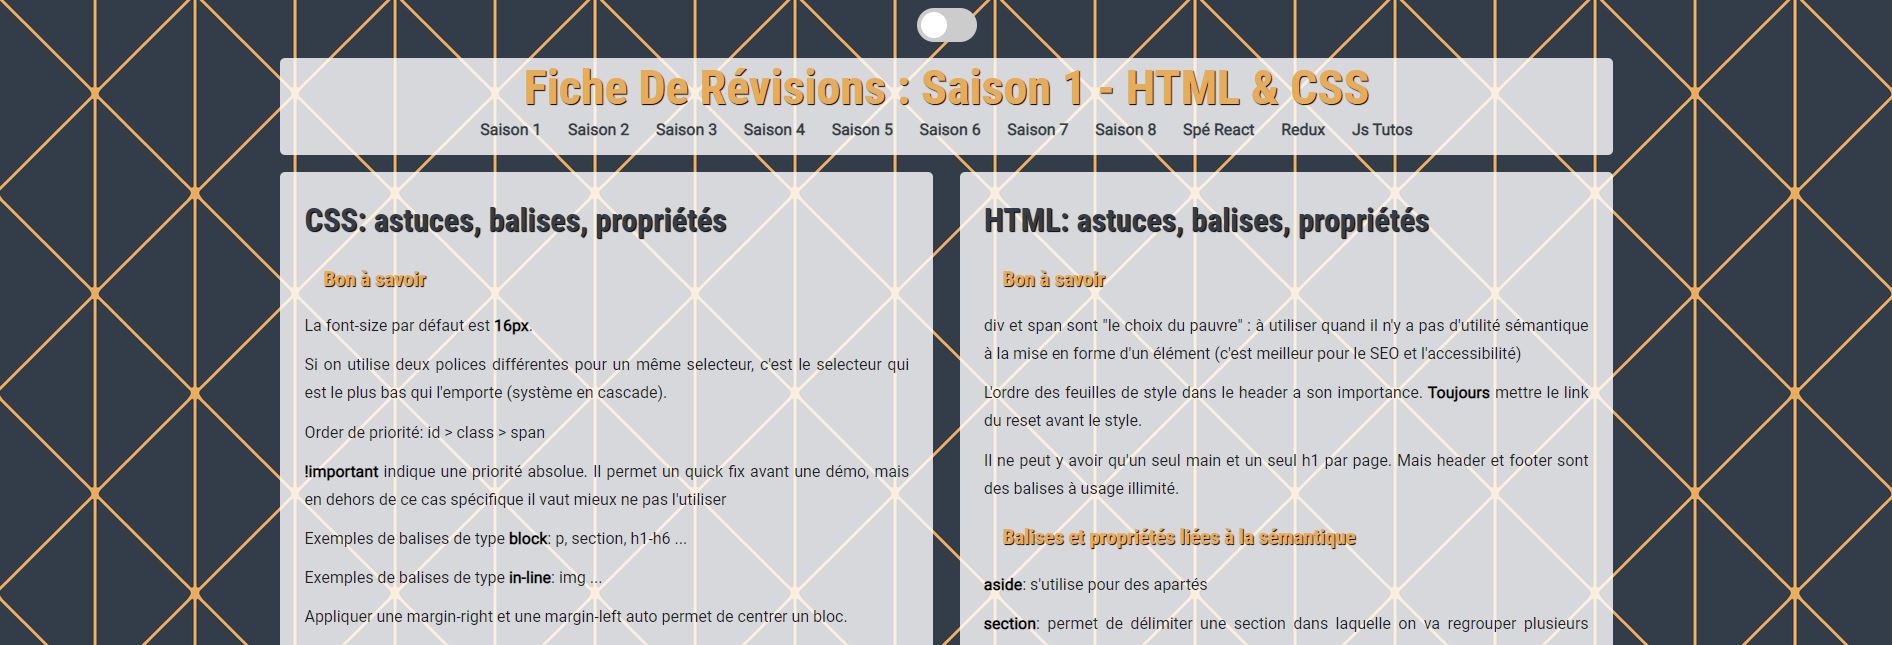 Fiche De Révisions : Saison 1 - HTML & CSS
Saison 1 Saison 2 Saison 3 Saison 4 Saison 5 Saison 6 Saison 7 Saison 8 Spé React Redux Js Tutos
CSS: astuces, balises, propriétés
Bon à savoir
La font-size par défaut est 16px.
Si on utilise deux polices différentes pour un même selecteur, c'est le selecteur qui
est le plus bas qui l'emporte (système en cascade).
Order de priorité: id > class > span
!important indique une priorité absolue. Il permet un quick fix avant une démo, mais
en dehors de ce cas spécifique il vaut mieux ne pas l'utiliser
Exemples de balises de type block: p, section, h1-h6 ...
Exemples de balises de type in-line: img ...
Appliquer une margin-right et une margin-left auto permet de centrer un bloc.
HTML: astuces, balises, propriétés
Bon à savoir
div et span sont "le choix du pauvre" : à utiliser quand il n'y a pas d'utilité sémantique
à la mise en forme d'un élément (c'est meilleur pour le SEO et l'accessibilité)
L'ordre des feuilles de style dans le header a son importance. Toujours mettre le link
du reset avant le style.
Il ne peut y avoir qu'un seul main et un seul h1 par page. Mais header et footer sont
des balises à usage illimité.
Balises et propriétés liées à la sémantique
aside: s'utilise pour des apartés
section: permet de délimiter une section dans laquelle on va regrouper plusieurs